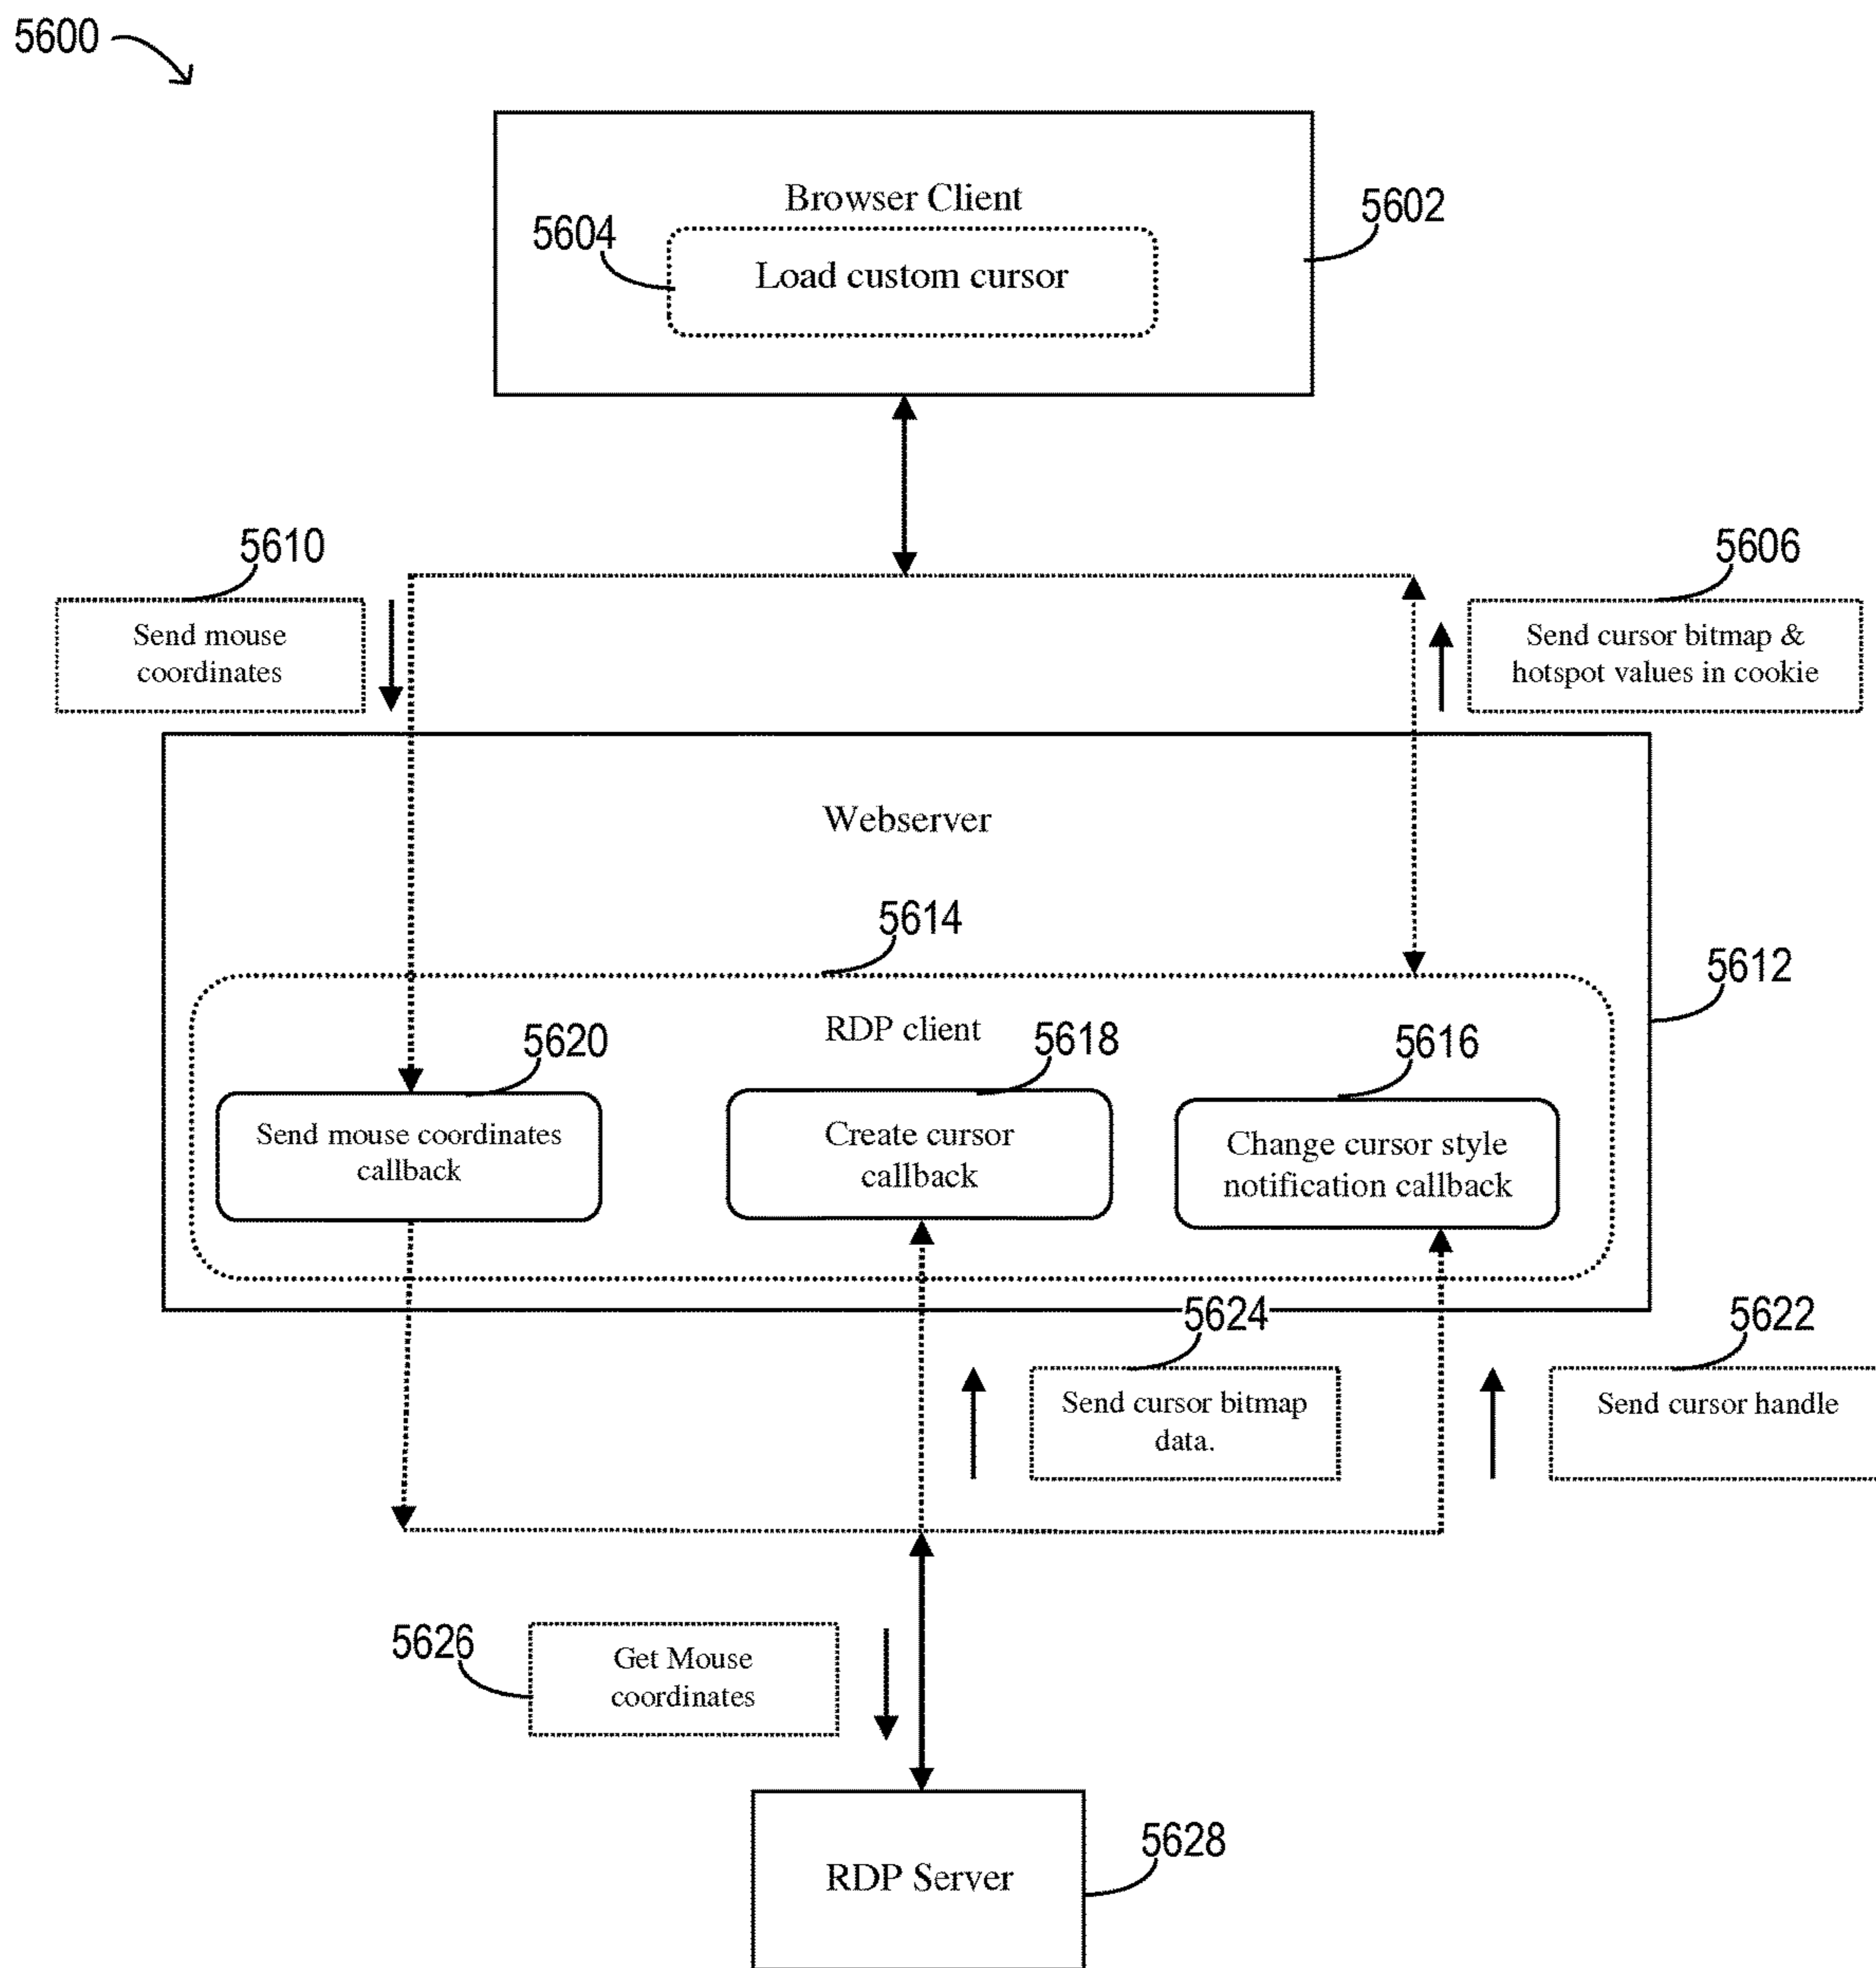 5600
Browser Client
5602
5604
Load custom cursor
5610
5606
Send mouse
coordinates
Send cursor bitmap &
hotspot values in cookie
Webserver
5614
5612
RDP client
5620
5618
5616
Send mouse coordinates
callback
Create cursor
callback
Change cursor style
notification callback
5624
5622
Send cursor bitmap
data.
Send cursor handle
5626
Get Mouse
coordinates
5628
RDP Server